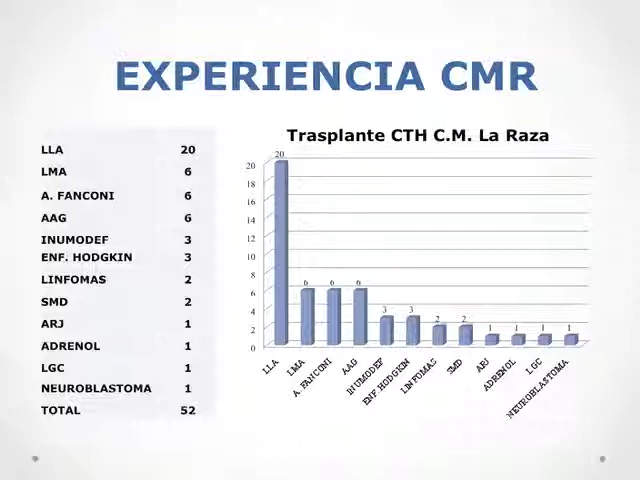 EXPERIENCIA CMR
LLA 20
LMA 6
A. FANCONI 6
AAG 6
INUMODEF 3
ENF. HODGKIN 3
LINFOMAS 2
SMD 2
ARJ 1
ADRENOL 1
LGC 1
NEUROBLASTOMA 1
TOTAL 52
Trasplante CTH C.M. La Raza
20
18
16
14
12
10
8
6
4
2
0
20 6 6 6 3 3 2 2 1 1 1 1
LLA
LMA
A. FANCONI
AAG
INUMODEF
ENF. HODGKIN
LINFOMAS
SMD
ARJ
ADRENOL
LGC
NEUROBLASTOMA